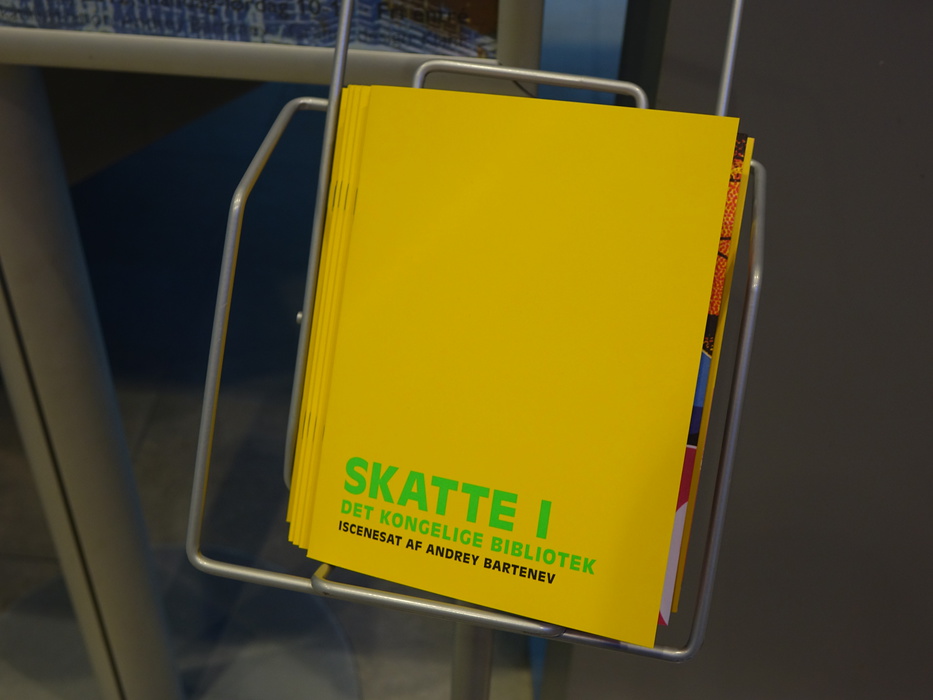 SKATTE I
DET KONGELIGE BIBLIOTEK
ISCENESAT AF ANDREY BARTENEV